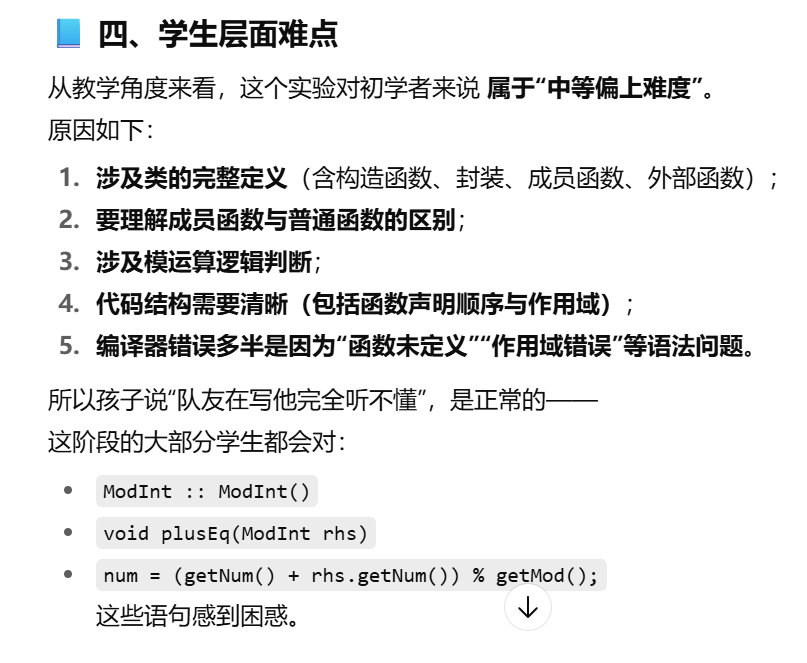 四、学生层面难点
从教学角度来看，这个实验对初学者来说 属于“中等偏上难度”。
原因如下：
1. 涉及类的完整定义（含构造函数、封装、成员函数、外部函数）；
2. 要理解成员函数与普通函数的区别；
3. 涉及模运算逻辑判断；
4. 代码结构需要清晰（包括函数声明顺序与作用域）；
5. 编译器错误多半是因为“函数未定义”“作用域错误”等语法问题。
所以孩子说“队友在写他完全听不懂”，是正常的——
这阶段的大部分学生都会对：
• ModInt :: ModInt()
• void plusEq(ModInt rhs)
• num = (getNum() + rhs.getNum()) % getMod();
这些语句感到困惑。